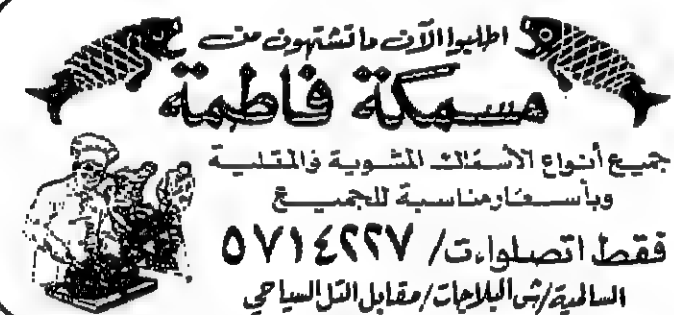 اطلبوا الآن ما تشتهون من
مسمكة فاطمة
جميع أنواع الأسماك المشوية والمقلية
وبأسعار مناسبة للجميع
فقط اتصلوا، ت/ ٥٧١٤٢٢٧
السالمية/ش البلاجات/مقابل التل السياحي